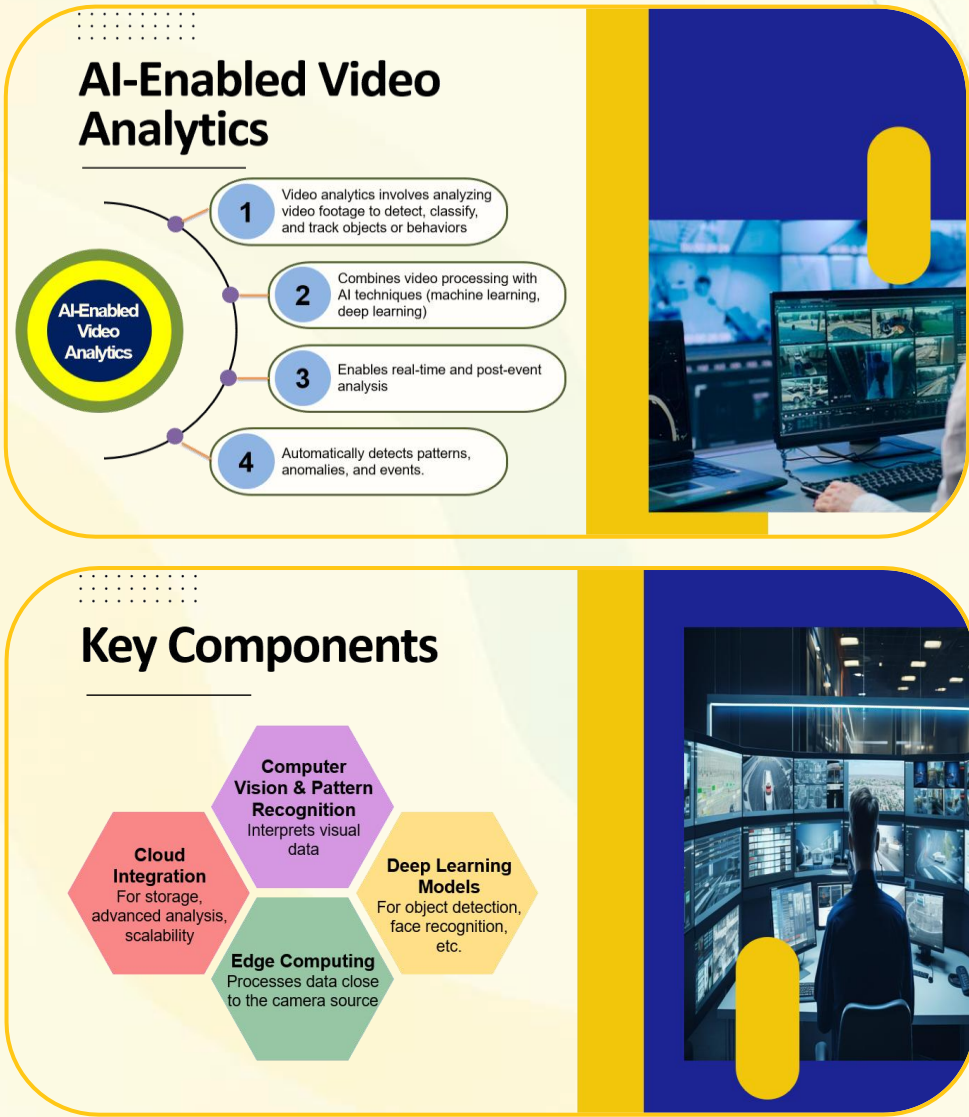 AI-Enabled Video
Analytics
AI-Enabled
Video
Analytics
1
Video analytics involves analyzing
video footage to detect, classify,
and track objects or behaviors
2
Combines video processing with
AI techniques (machine learning,
deep learning)
3
Enables real-time and post-event
analysis
4
Automatically detects patterns,
anomalies, and events.
Key Components
Computer
Vision & Pattern
Recognition
Interprets visual
data
Cloud
Integration
For storage,
advanced analysis,
scalability
Deep Learning
Models
For object detection,
face recognition,
etc.
Edge Computing
Processes data close
to the camera source